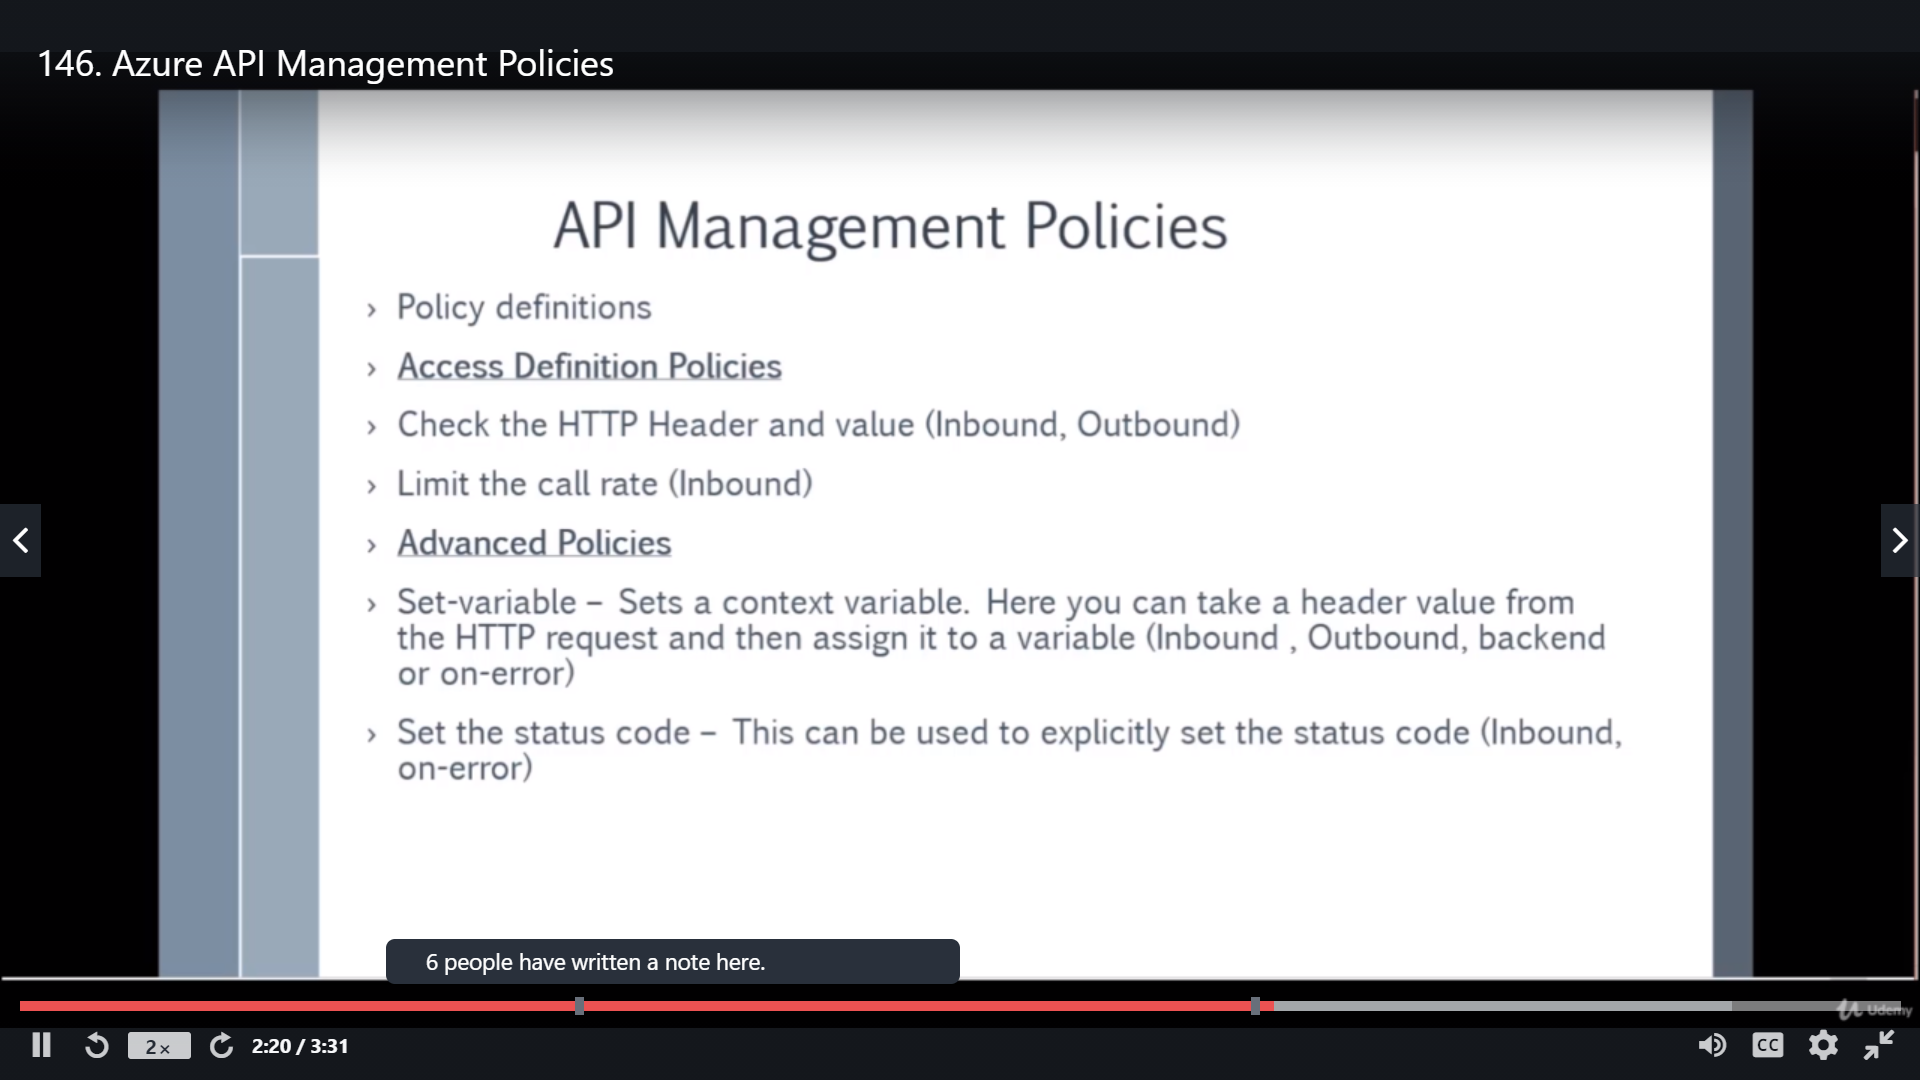 146. Azure API Management Policies
API Management Policies
› Policy definitions
› Access Definition Policies
› Check the HTTP Header and value (Inbound, Outbound)
› Limit the call rate (Inbound)
› Advanced Policies
› Set-variable – Sets a context variable. Here you can take a header value from
the HTTP request and then assign it to a variable (Inbound , Outbound, backend
or on-error)
› Set the status code – This can be used to explicitly set the status code (Inbound,
on-error)
6 people have written a note here.
Udemy
2x
2:20 / 3:31
CC